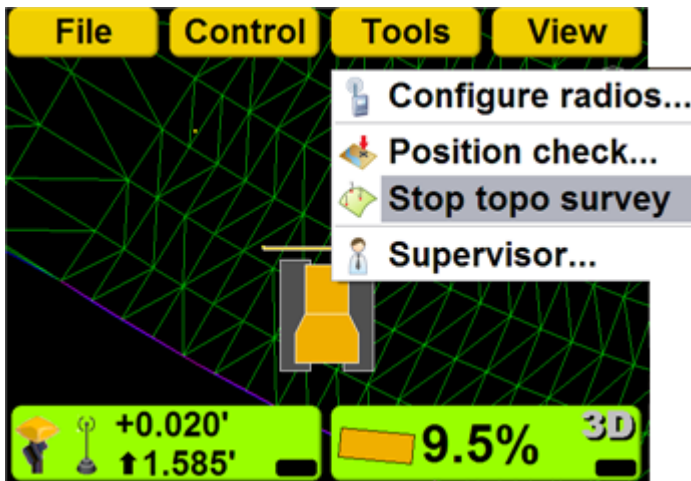 File Control Tools View
Configure radios...
Position check...
Stop topo survey
Supervisor...
+0.020'
1.585'
9.5%
3D